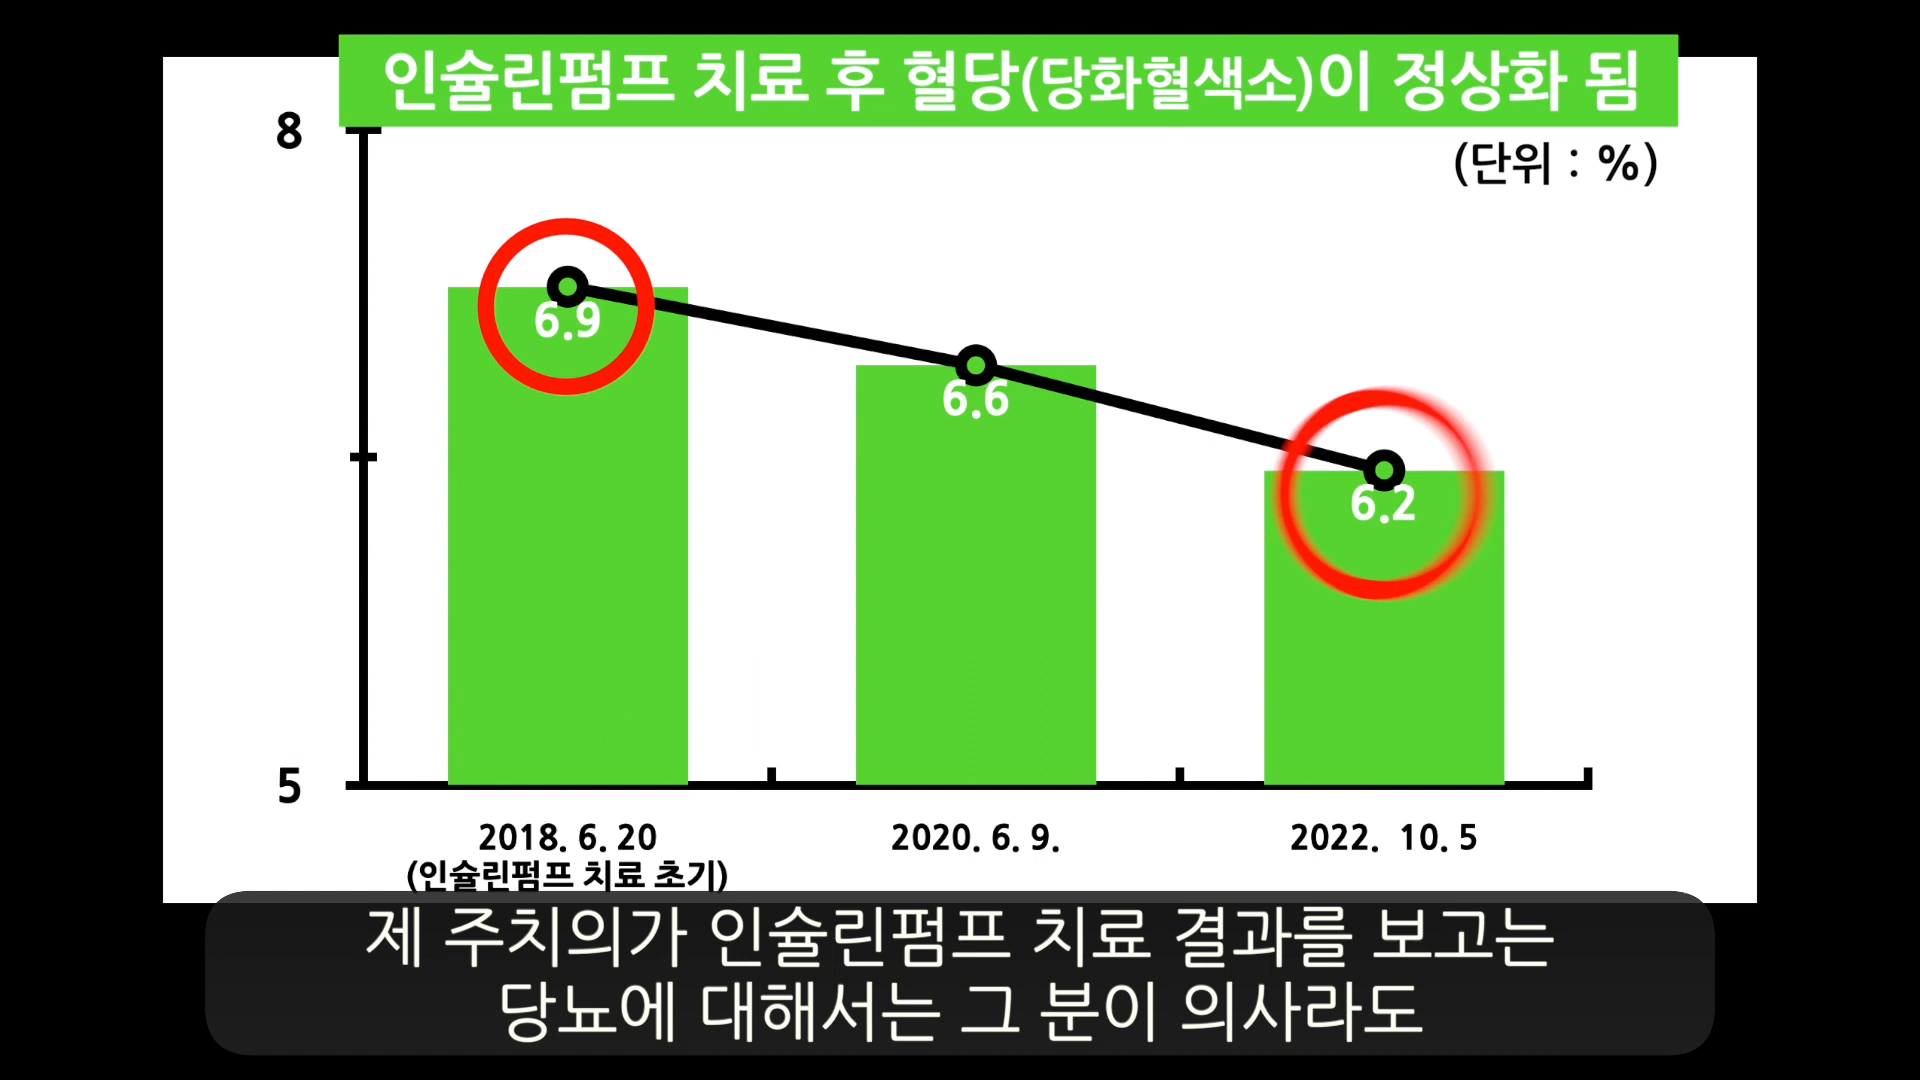 인슐린펌프 치료 후 혈당(당화혈색소)이 정상화 됨
(단위 : %)
8
6.9
6.6
6.2
5
2018. 6. 20
(인슐린펌프 치료 초기)
2020. 6. 9.
2022. 10. 5
제 주치의가 인슐린펌프 치료 결과를 보고는
당뇨에 대해서는 그 분이 의사라도